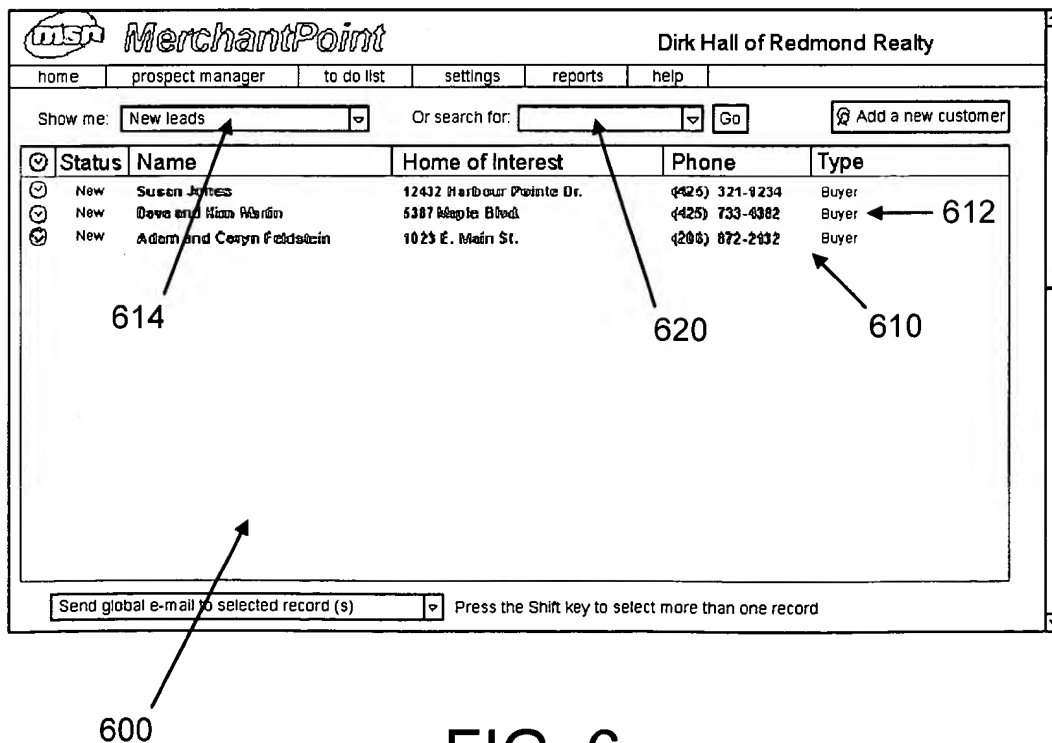 msn MerchantPoint Dirk Hall of Redmond Realty
home prospect manager to do list settings reports help
Show me: New leads Or search for: Go Add a new customer
Status Name Home of Interest Phone Type
New Susan Jones 12432 Harbour Pointe Dr. (425) 321-1234 Buyer
New Dave and Kim Martin 5387 Maple Blvd. (425) 733-4382 Buyer 612
New Adam and Caryn Feldstein 1023 E. Main St. (206) 872-2132 Buyer
614 620 610
Send global e-mail to selected record (s) Press the Shift key to select more than one record
600
FIG. 6